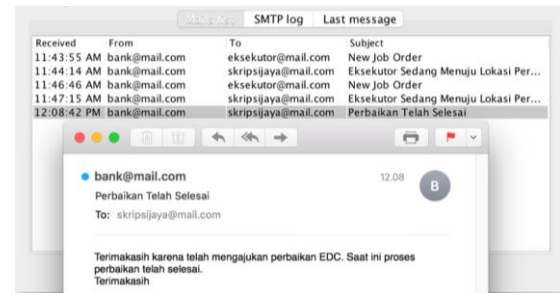 Mails list SMTP log Last message
Received From To Subject
11:43:55 AM bank@mail.com eksekutor@mail.com New Job Order
11:44:14 AM bank@mail.com skripsijaya@mail.com Eksekutor Sedang Menuju Lokasi Per...
11:46:46 AM bank@mail.com eksekutor@mail.com New Job Order
11:47:15 AM bank@mail.com skripsijaya@mail.com Eksekutor Sedang Menuju Lokasi Per...
12:08:42 PM bank@mail.com skripsijaya@mail.com Perbaikan Telah Selesai
bank@mail.com 12.08 B
Perbaikan Telah Selesai
To: skripsijaya@mail.com
Terimakasih karena telah mengajukan perbaikan EDC. Saat ini proses
perbaikan telah selesai.
Terimakasih